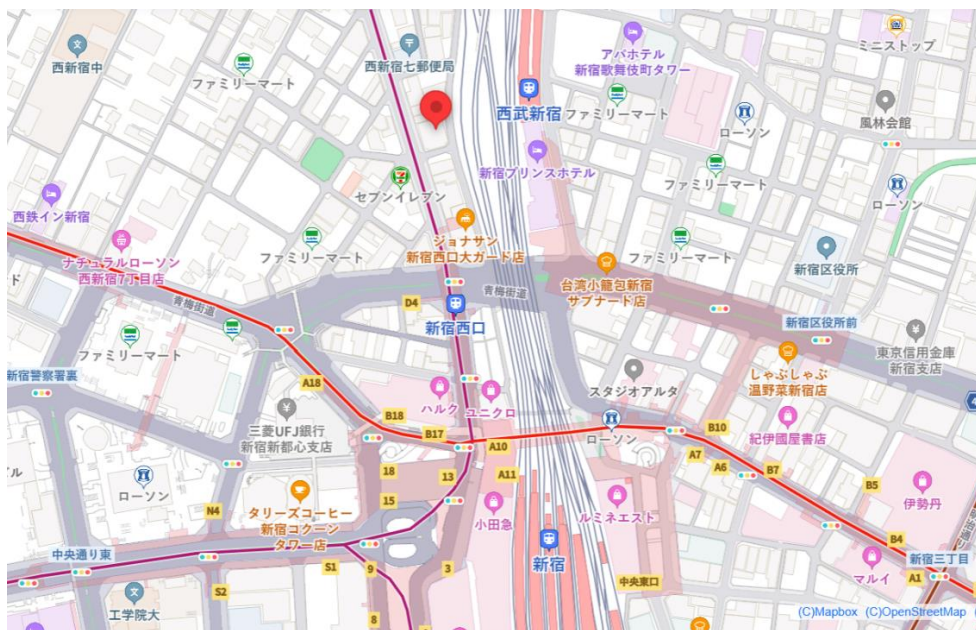 西新宿中
ファミリーマート
西新宿七郵便局
アパホテル
新宿歌舞伎町タワー
ミニストップ
西武新宿
ファミリーマート
ローソン
風林会館
セブンイレブン
新宿プリンスホテル
ファミリーマート
ローソン
西鉄イン新宿
ナチュラルローソン
西新宿7丁目店
ファミリーマート
ジョナサン
新宿西口大ガード店
ファミリーマート
新宿区役所
台湾小籠包新宿
サブナード店
青梅街道
青梅街道
D4
新宿西口
新宿区役所前
ファミリーマート
東京信用金庫
新宿支店
新宿警察署裏
A18
ハルク
ユニクロ
スタジオアルタ
しゃぶしゃぶ
温野菜新宿店
三菱UFJ銀行
新宿新都心支店
B18
B17
A10
ローソン
B10
紀伊國屋書店
A7
A6
B7
ローソン
18
13
A11
15
B5
伊勢丹
N4
タリーズコーヒー
新宿コクーン
タワー店
小田急
ルミネエスト
中央通り東
新宿
B4
新宿三丁目
S1
9
3
中央東口
マルイ
A1
工学院大
S2
8
(C)Mapbox (C)OpenStreetMap